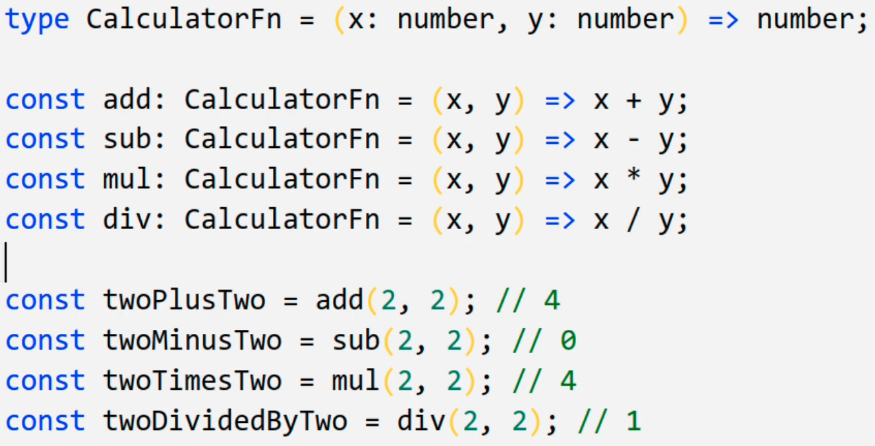 type CalculatorFn = (x: number, y: number) => number;
const add: CalculatorFn = (x, y) => x + y;
const sub: CalculatorFn = (x, y) => x - y;
const mul: CalculatorFn = (x, y) => x * y;
const div: CalculatorFn = (x, y) => x / y;
const twoPlusTwo = add(2, 2); // 4
const twoMinusTwo = sub(2, 2); // 0
const twoTimesTwo = mul(2, 2); // 4
const twoDividedByTwo = div(2, 2); // 1